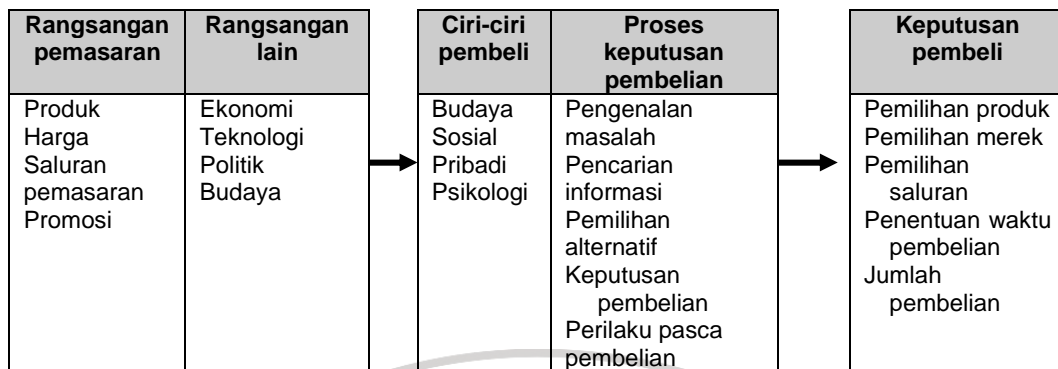 Rangsangan
pemasaran
Produk
Harga
Saluran
pemasaran
Promosi
Rangsangan
lain
Ekonomi
Teknologi
Politik
Budaya
Ciri-ciri
pembeli
Budaya
Sosial
Pribadi
Psikologi
Proses
keputusan
pembelian
Pengenalan
masalah
Pencarian
informasi
Pemilihan
alternatif
Keputusan
pembelian
Perilaku pasca
pembelian
Keputusan
pembeli
Pemilihan produk
Pemilihan merek
Pemilihan
saluran
Penentuan waktu
pembelian
Jumlah
pembelian